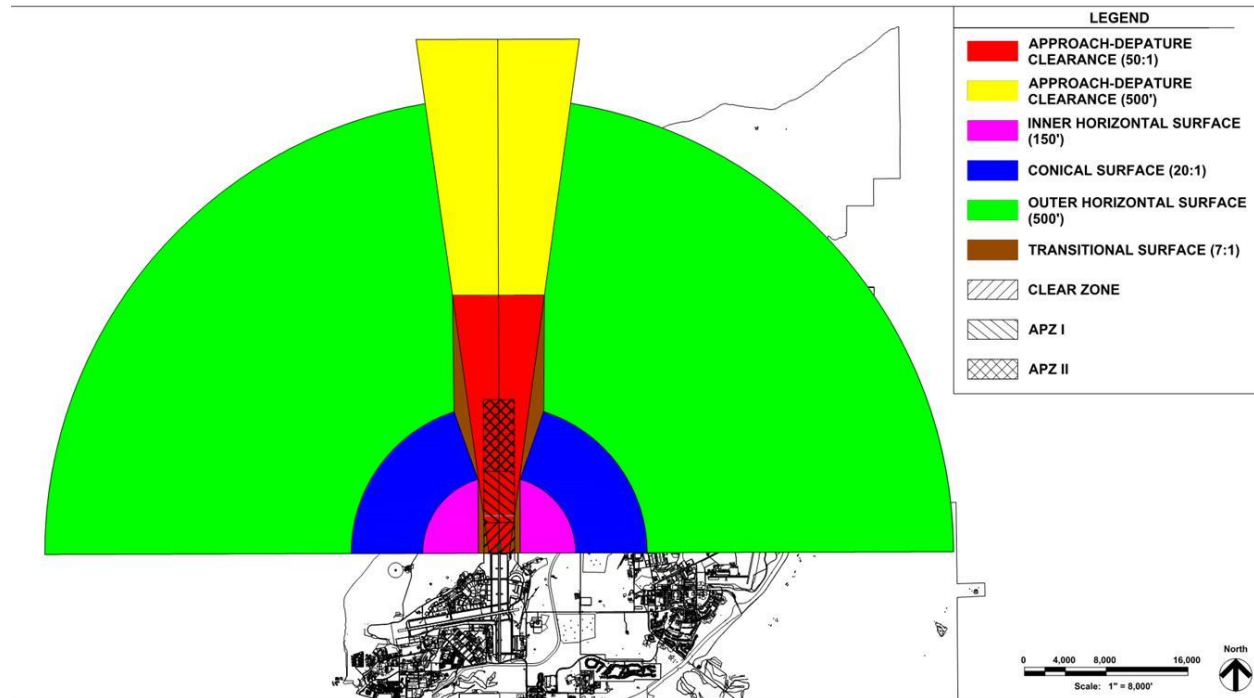 LEGEND
APPROACH-DEPATURE
CLEARANCE (50:1)
APPROACH-DEPATURE
CLEARANCE (500')
INNER HORIZONTAL SURFACE
(150')
CONICAL SURFACE (20:1)
OUTER HORIZONTAL SURFACE
(500')
TRANSITIONAL SURFACE (7:1)
CLEAR ZONE
APZ I
APZ II
North
0 4,000 8,000 16,000
Scale: 1" = 8,000'